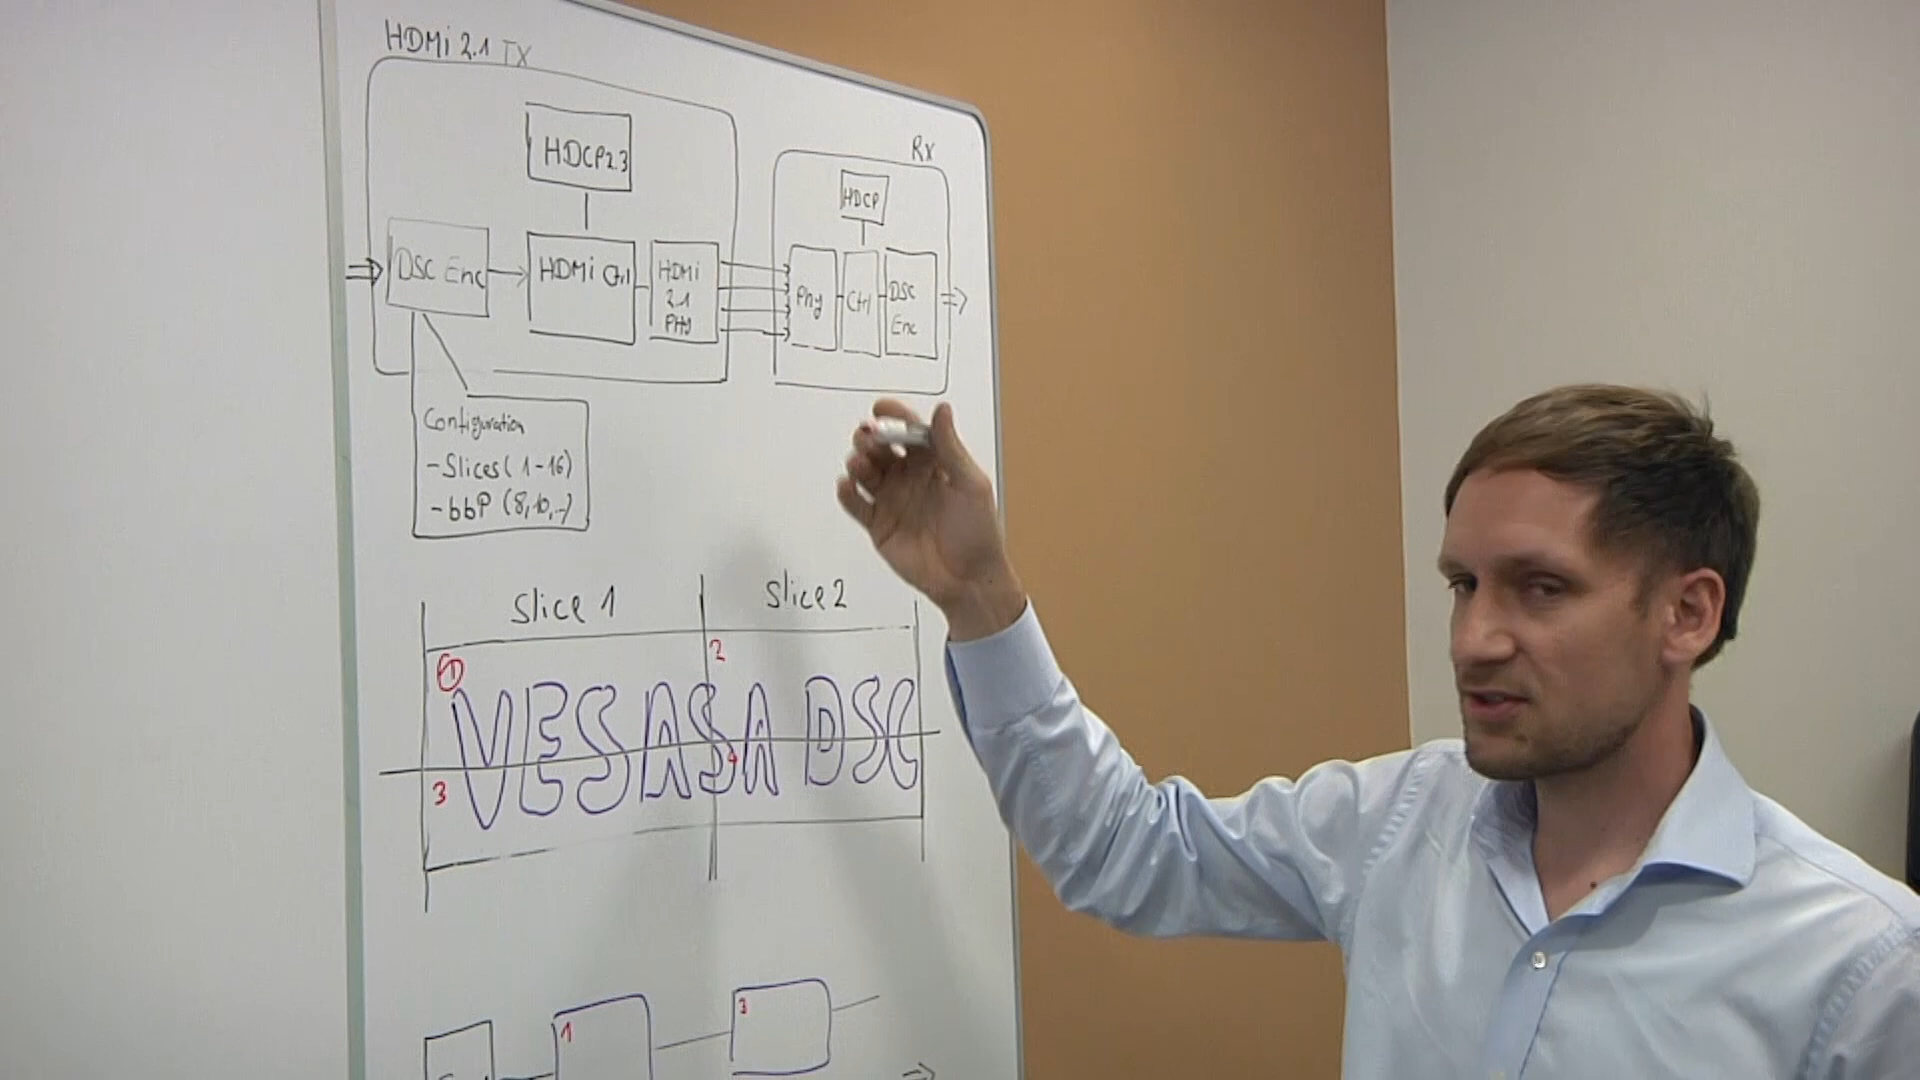 HDMi 2.1 TX
HDCP2.3
DSC Enc
HDMi Ctrl
HDMi
2.1
PHY
Rx
HDCP
Phy
Ctrl
DSC
Enc
Configuration
-Slices(1-16)
-bbP (8,10,..)
Slice 1
Slice 2
1
2
VESASA DSC
3
4
1
3